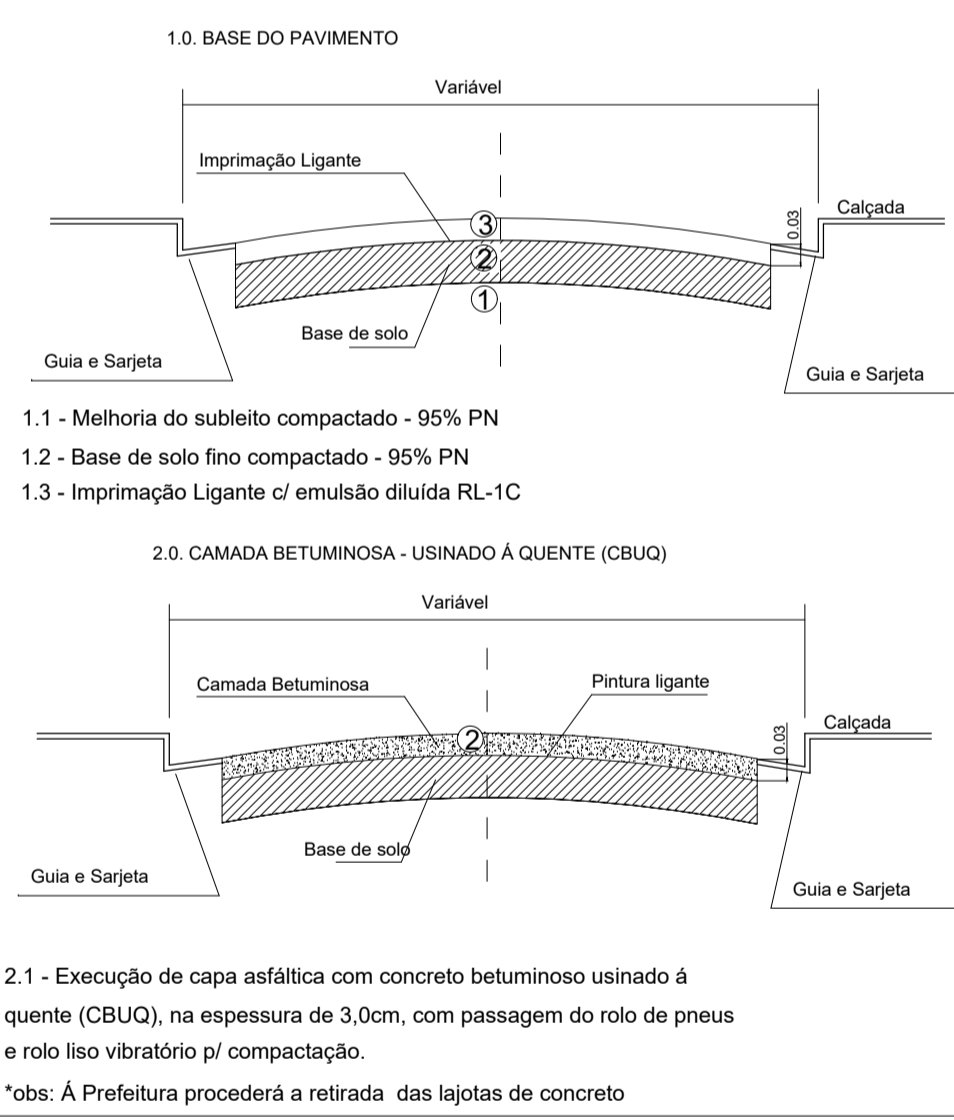 1.0. BASE DO PAVIMENTO
Variável
Imprimação Ligante
Calçada
0.03
3
2
1
Base de solo
Guia e Sarjeta
Guia e Sarjeta
1.1 - Melhoria do subleito compactado - 95% PN
1.2 - Base de solo fino compactado - 95% PN
1.3 - Imprimação Ligante c/ emulsão diluída RL-1C
2.0. CAMADA BETUMINOSA - USINADO Á QUENTE (CBUQ)
Variável
Camada Betuminosa
Pintura ligante
Calçada
0.03
2
Base de solo
Guia e Sarjeta
Guia e Sarjeta
2.1 - Execução de capa asfáltica com concreto betuminoso usinado á
quente (CBUQ), na espessura de 3,0cm, com passagem do rolo de pneus
e rolo liso vibratório p/ compactação.
*obs: Á Prefeitura procederá a retirada das lajotas de concreto